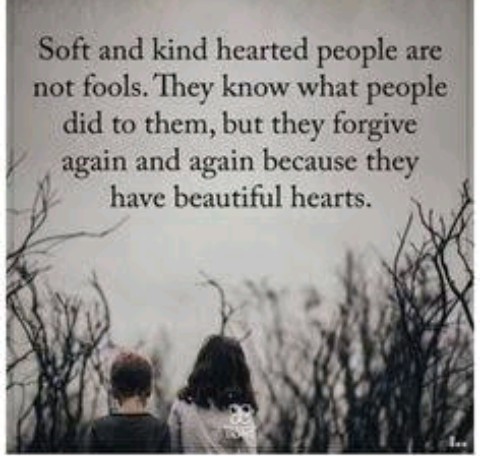 Soft and kind hearted people are
not fools. They know what people
did to them, but they forgive
again and again because they
have beautiful hearts.